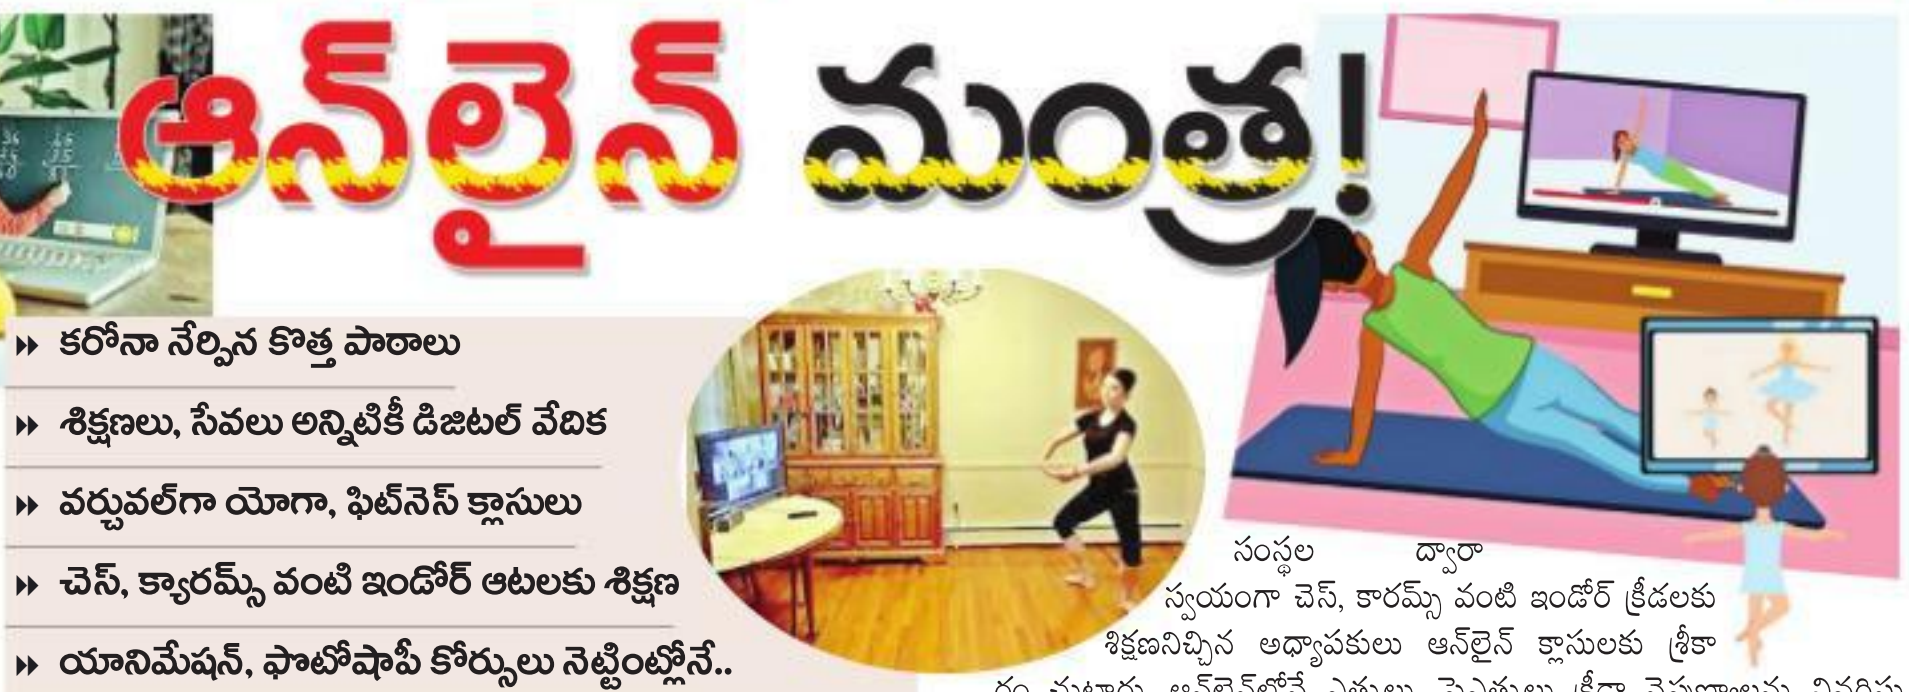 ఆన్‌లైన్ మంత్ర!
కరోనా నేర్పిన కొత్త పాఠాలు
శిక్షణలు, సేవలు అన్నిటికీ డిజిటల్ వేదిక
వర్చువల్‌గా యోగా, ఫిట్‌నెస్ క్లాసులు
చెస్, క్యారమ్స్ వంటి ఇండోర్ ఆటలకు శిక్షణ
యానిమేషన్, ఫొటోషాపీ కోర్సులు నెట్టింట్లోనే..
సంస్థల ద్వారా
స్వయంగా చెస్, కారమ్స్ వంటి ఇండోర్ క్రీడలకు
శిక్షణనిచ్చిన అధ్యాపకులు ఆన్‌లైన్ క్లాసులకు శ్రీకా